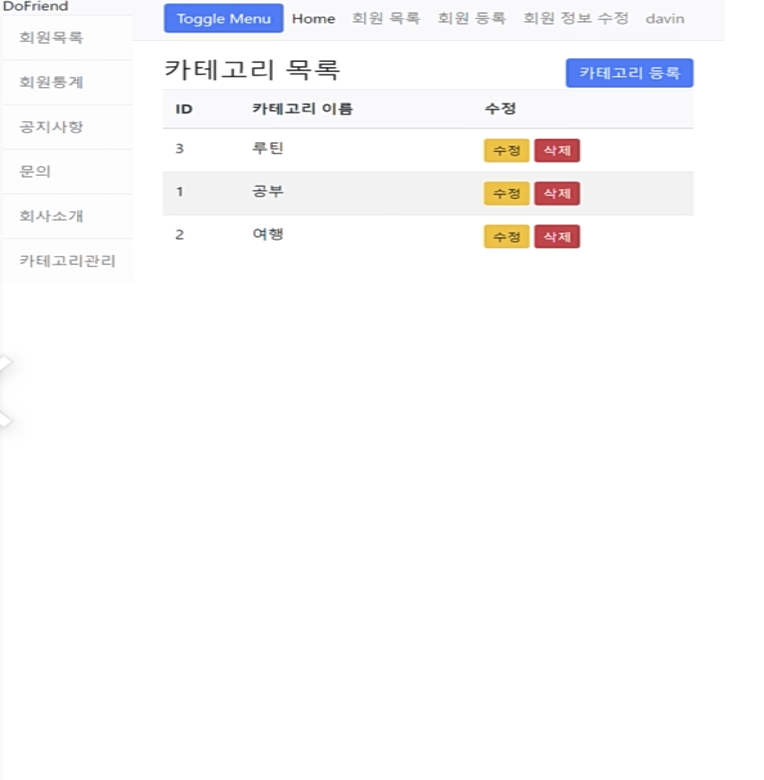 DoFriend
회원목록
회원통계
공지사항
문의
회사소개
카테고리관리
Toggle Menu Home 회원 목록 회원 등록 회원 정보 수정 davin
카테고리 목록 카테고리 등록
ID 카테고리 이름 수정
3 루틴 수정 삭제
1 공부 수정 삭제
2 여행 수정 삭제